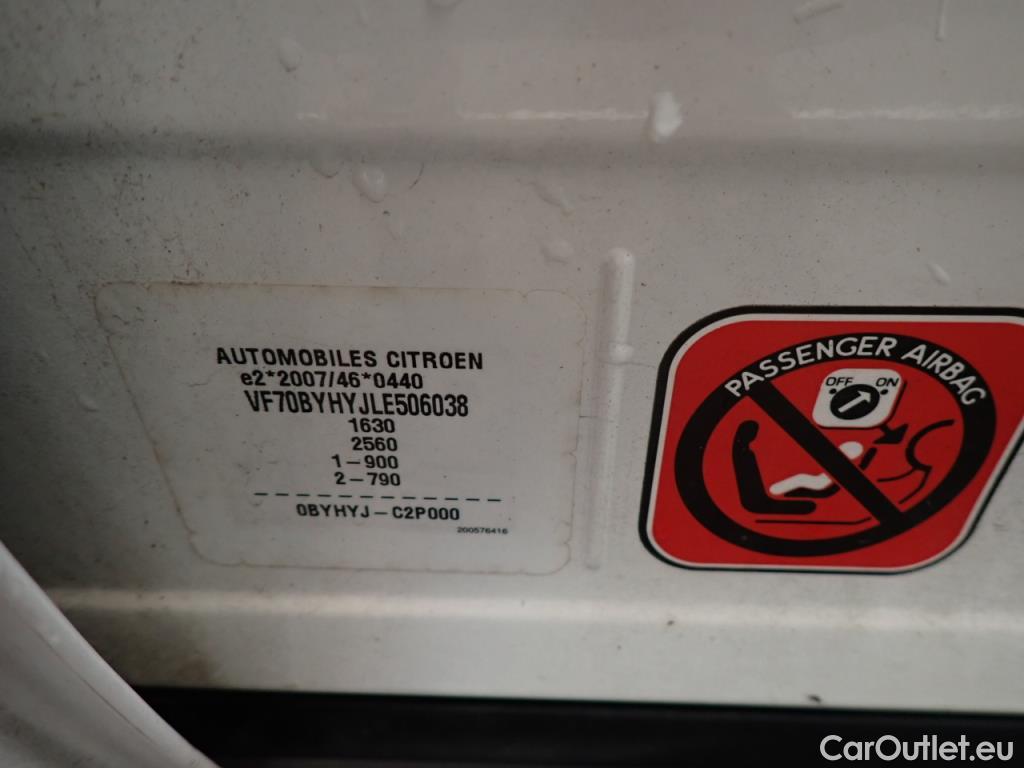 AUTOMOBILES CITROEN
e2*2007/46*0440
VF70BYHYJLE506038
1630
2560
1-900
2-790
0BYHYJ-C2P000
200576416
PASSENGER AIRBAG
OFF ON
CarOutlet.eu